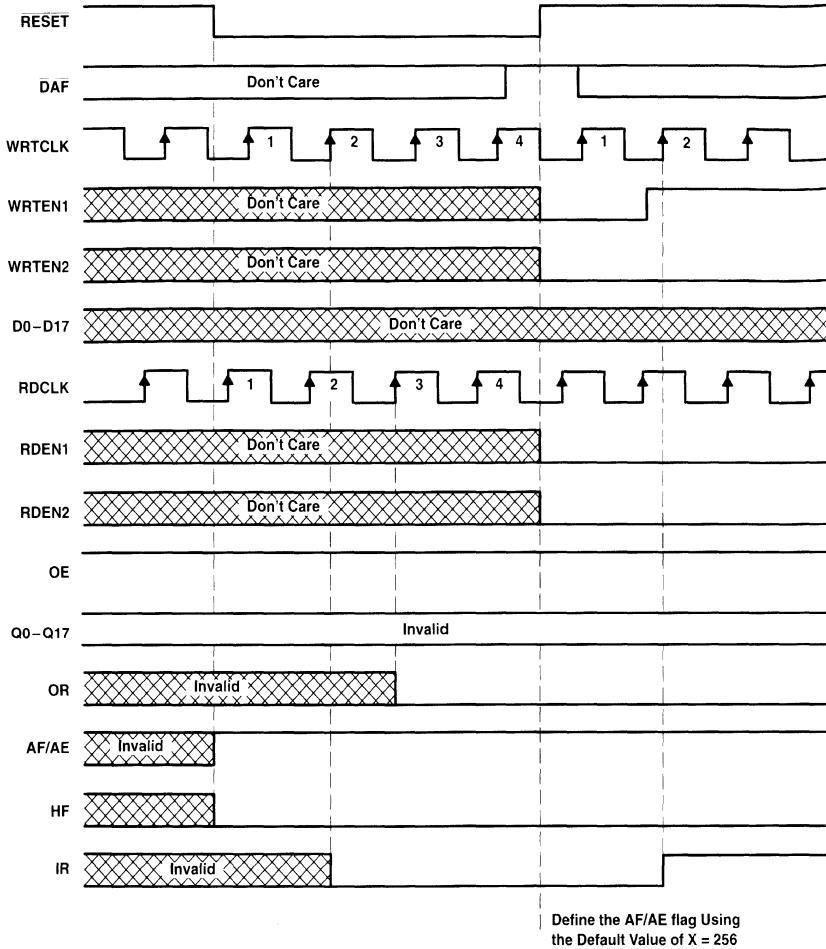 RESET
DAF
Don't Care
WRTCLK
1 2 3 4 1 2
WRTEN1
Don't Care
WRTEN2
Don't Care
D0–D17
Don't Care
RDCLK
1 2 3 4
RDEN1
Don't Care
RDEN2
Don't Care
OE
Q0–Q17
Invalid
OR
Invalid
AF/AE
Invalid
HF
IR
Invalid
Define the AF/AE flag Using
the Default Value of X = 256